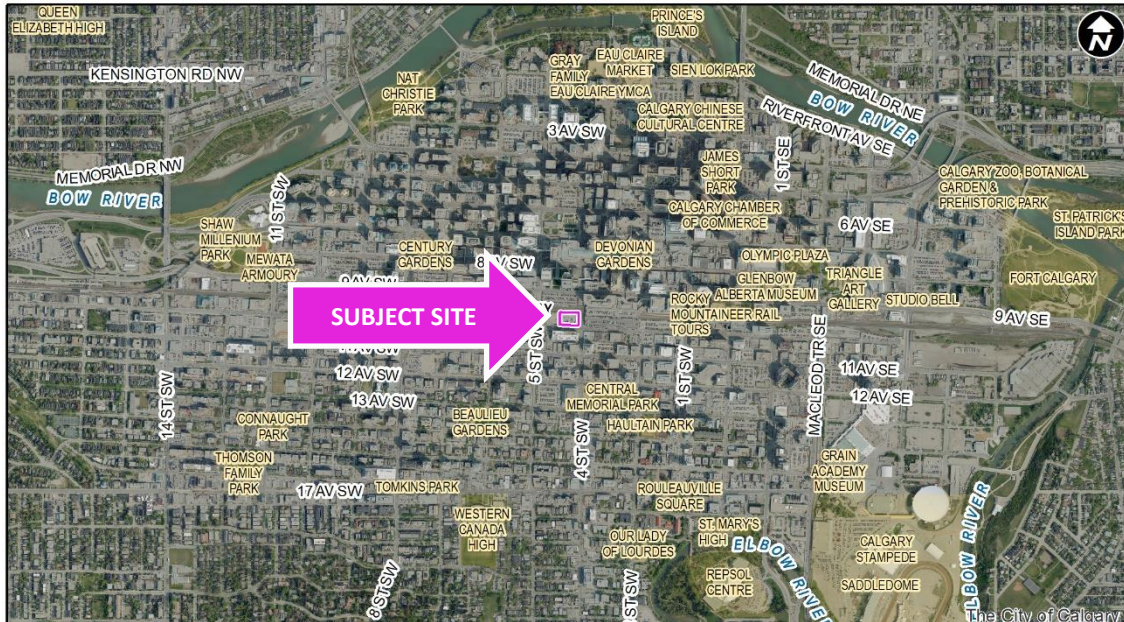 QUEEN
ELIZABETH HIGH
KENSINGTON RD NW
NAT
CHRISTIE
PARK
PRINCE'S
ISLAND
GRAY
FAMILY
EAU CLAIRE YMCA
EAU CLAIRE
MARKET
SIEN LOK PARK
MEMORIAL DR NE
BOW RIVER
RIVERFRONT AV SE
N
3 AV SW
CALGARY CHINESE
CULTURAL CENTRE
JAMES
SHORT
PARK
1 ST SE
MEMORIAL DR NW
BOW RIVER
11 ST SW
SHAW
MILLENIUM
PARK
MEWATA
ARMOURY
CENTURY
GARDENS
8 AV SW
DEVONIAN
GARDENS
CALGARY CHAMBER
OF COMMERCE
6 AV SE
CALGARY ZOO, BOTANICAL
GARDEN &
PREHISTORIC PARK
ST. PATRICK'S
ISLAND PARK
OLYMPIC PLAZA
GLENBOW
ALBERTA MUSEUM
TRIANGLE
ART
GALLERY
STUDIO BELL
FORT CALGARY
9 AV SE
9 AV SW
SUBJECT SITE
5 ST SW
ROCKY
MOUNTAINEER RAIL
TOURS
1 ST SW
MACLEOD TR SE
11 AV SE
12 AV SE
12 AV SW
13 AV SW
14 ST SW
CONNAUGHT
PARK
BEAULIEU
GARDENS
CENTRAL
MEMORIAL PARK
HAULTAIN PARK
4 ST SW
THOMSON
FAMILY
PARK
17 AV SW
TOMKINS PARK
ROULEAUVILLE
SQUARE
GRAIN
ACADEMY
MUSEUM
WESTERN
CANADA
HIGH
OUR LADY
OF LOURDES
ST. MARY'S
HIGH
ELBOW RIVER
REPSOL
CENTRE
CALGARY
STAMPEDE
SADDLEDOME
ELBOW RIVER
8 ST SW
ST SW
The City of Calgary